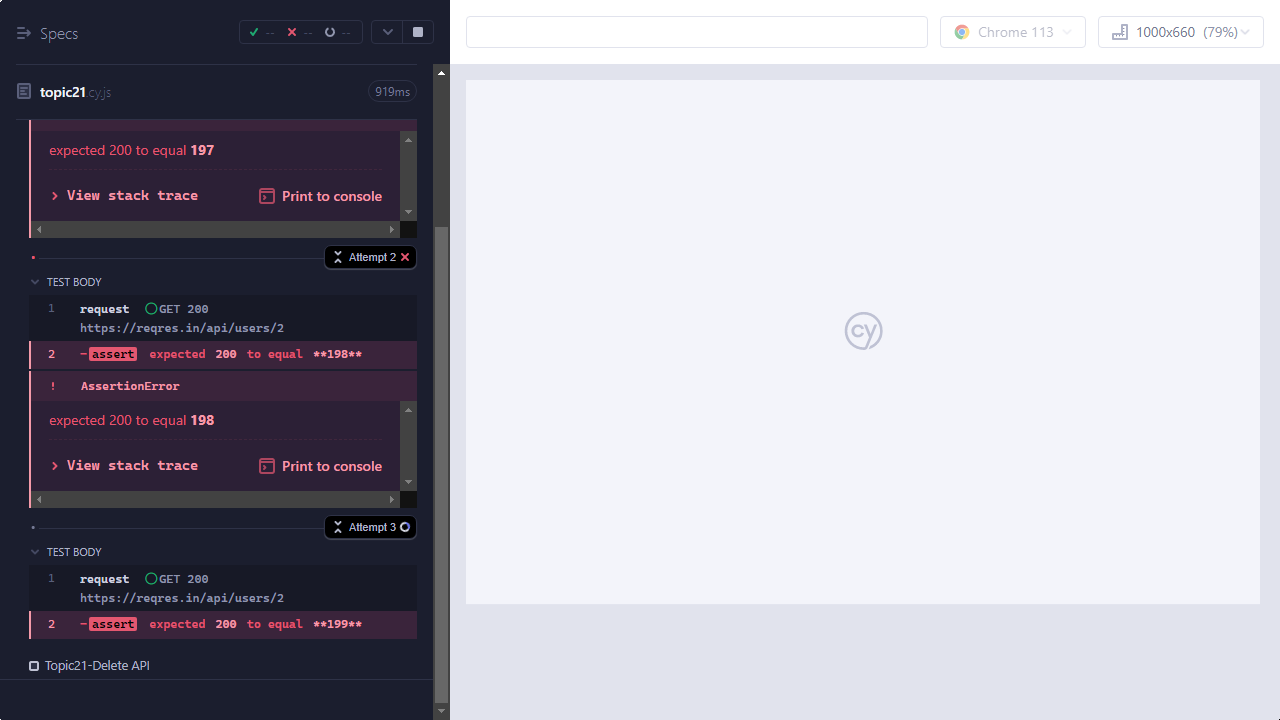 Specs
-- -- --
Chrome 113
1000x660 (79%)
topic21.cy.js
919ms
expected 200 to equal 197
View stack trace
Print to console
Attempt 2
TEST BODY
1 request GET 200
https://reqres.in/api/users/2
2 -assert expected 200 to equal **198**
! AssertionError
expected 200 to equal 198
View stack trace
Print to console
Attempt 3
TEST BODY
1 request GET 200
https://reqres.in/api/users/2
2 -assert expected 200 to equal **199**
Topic21-Delete API
cy